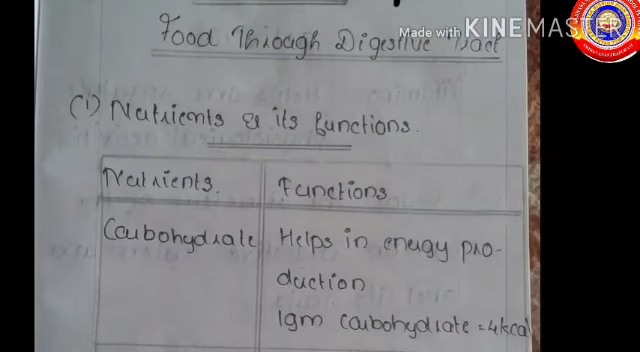 Made with KINEMASTER
Food Through Digestive Tract
(i) Nutrients & its functions.
Nutrients. Functions
Carbohydrate Helps in energy pro-
duction
1gm Carbohydrate = 4kcal